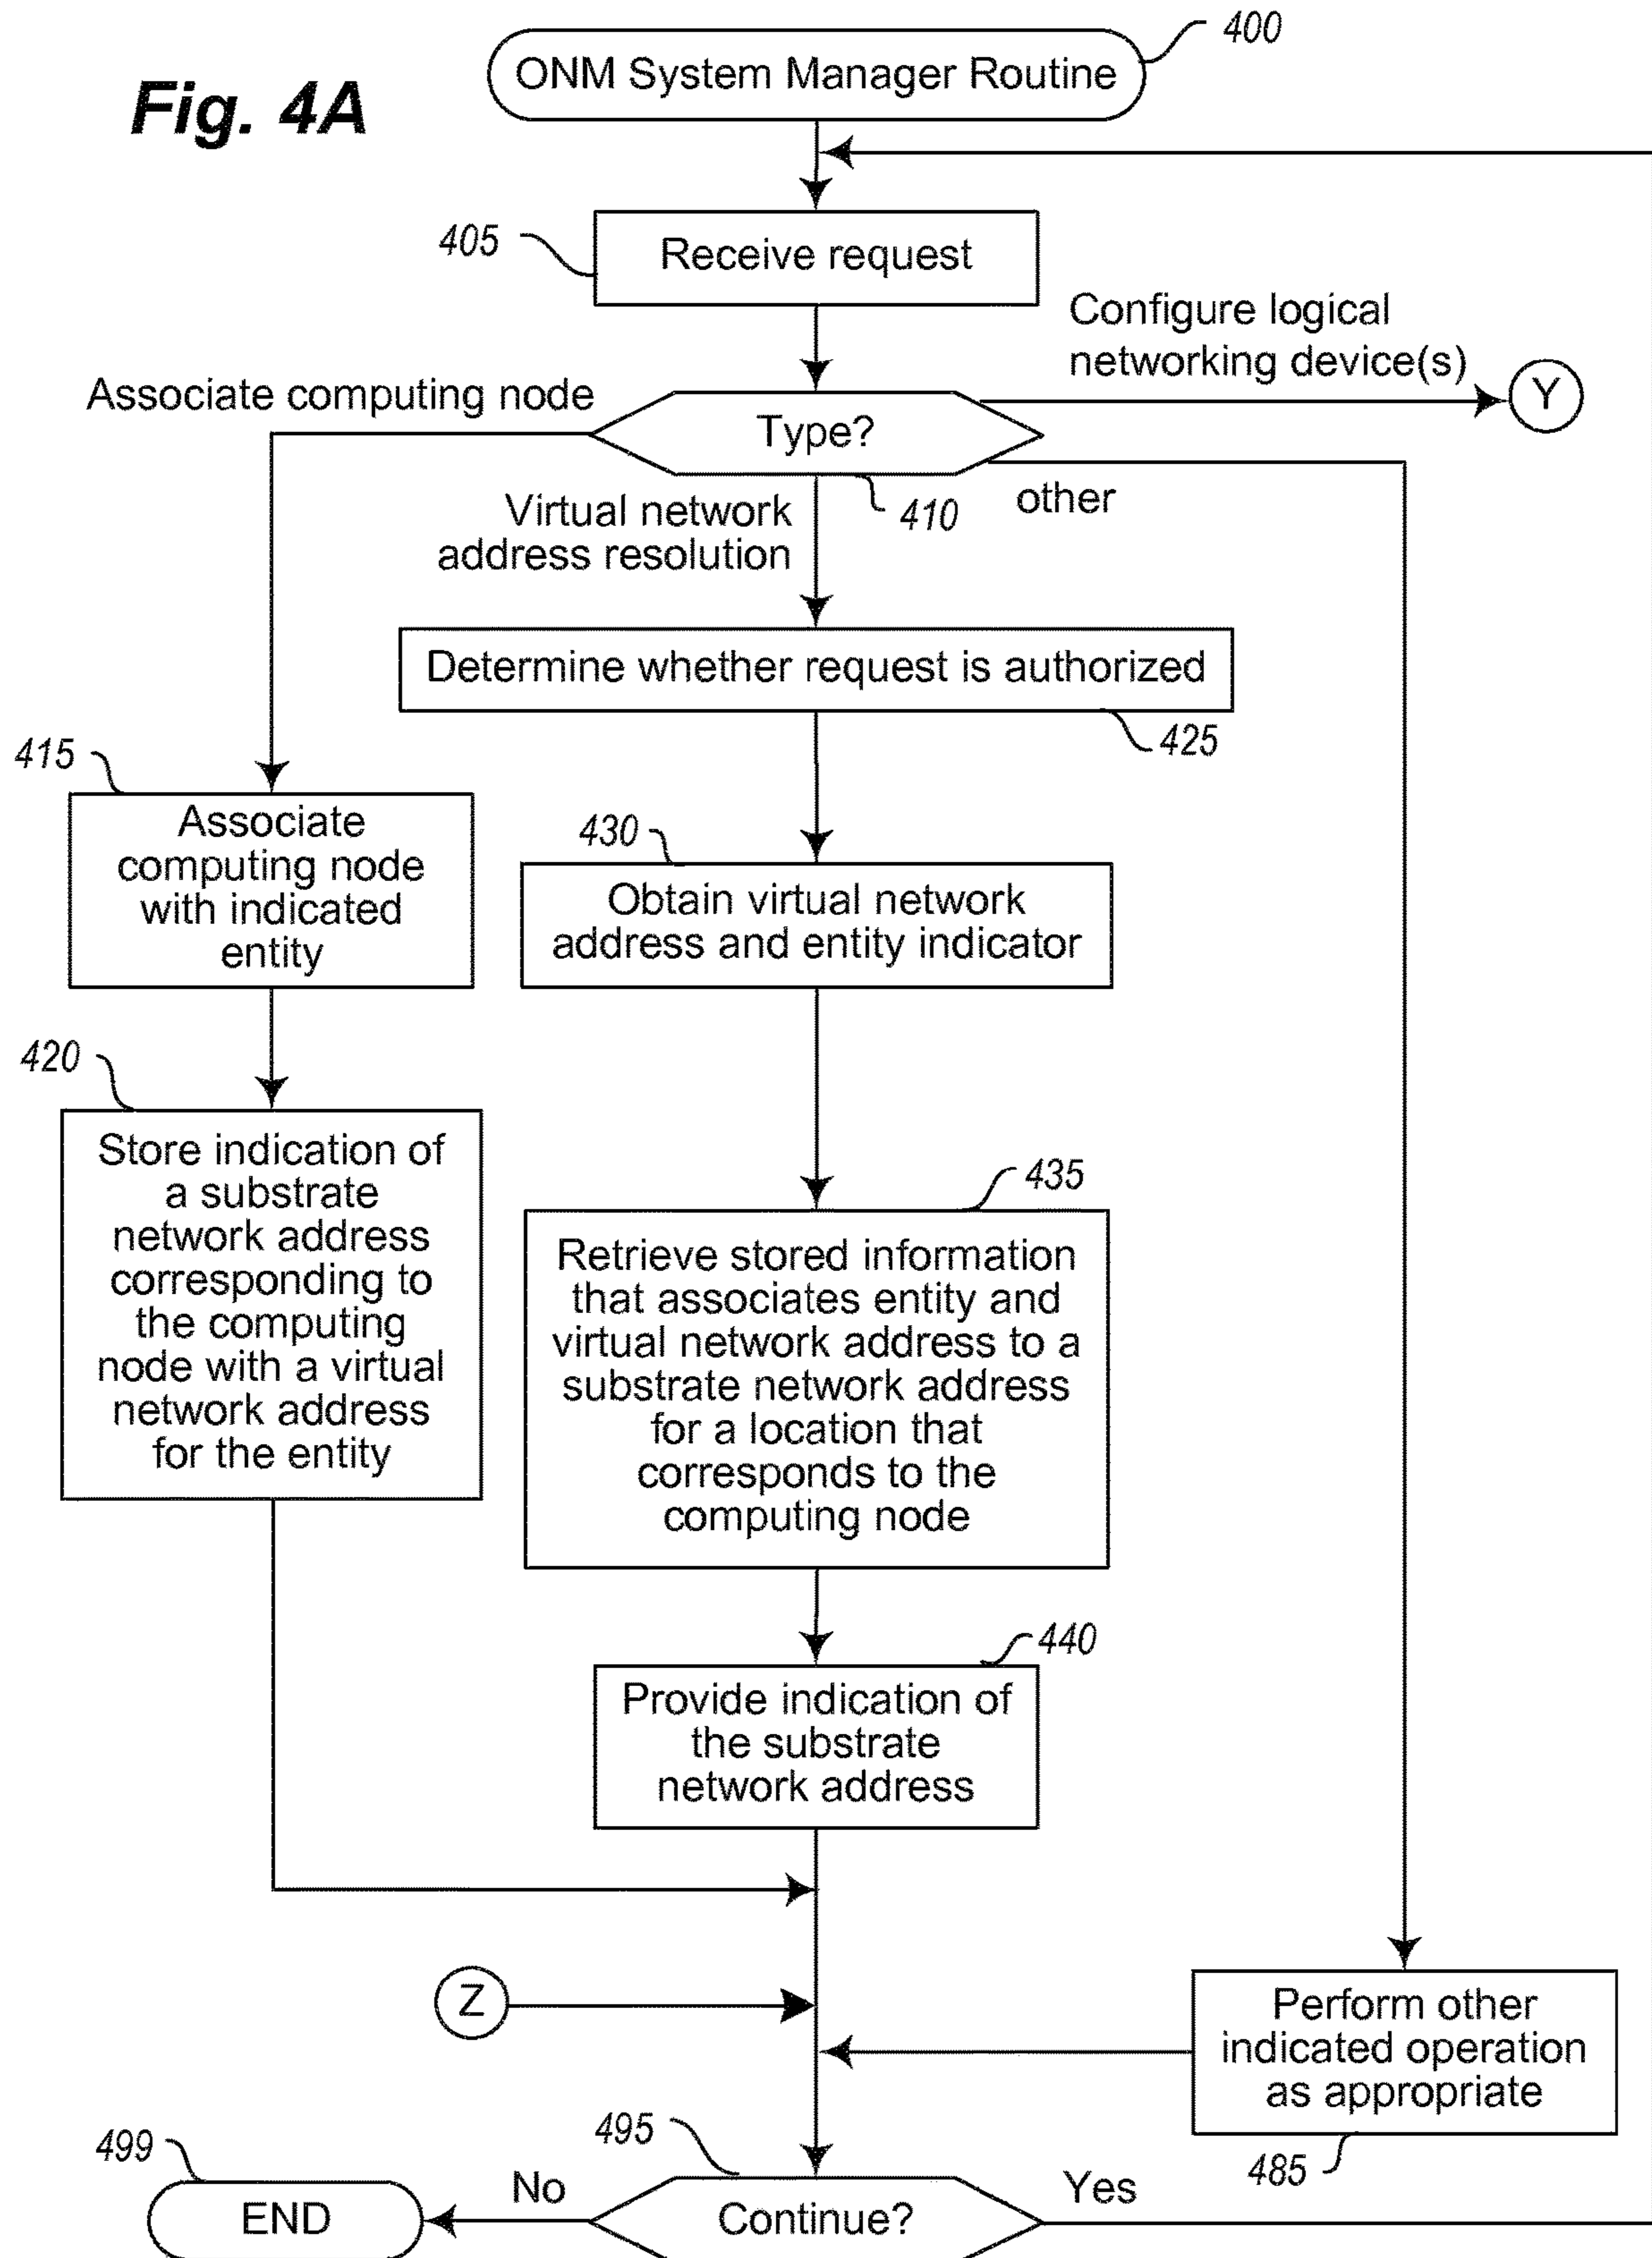 Fig. 4A
ONM System Manager Routine
400
405
Receive request
Configure logical
networking device(s)
Y
Associate computing node
Type?
410
other
Virtual network
address resolution
Determine whether request is authorized
425
415
Associate
computing node
with indicated
entity
430
Obtain virtual network
address and entity indicator
420
Store indication of
a substrate
network address
corresponding to
the computing
node with a virtual
network address
for the entity
435
Retrieve stored information
that associates entity and
virtual network address to a
substrate network address
for a location that
corresponds to the
computing node
440
Provide indication of
the substrate
network address
Z
Perform other
indicated operation
as appropriate
485
495
Continue?
Yes
No
499
END